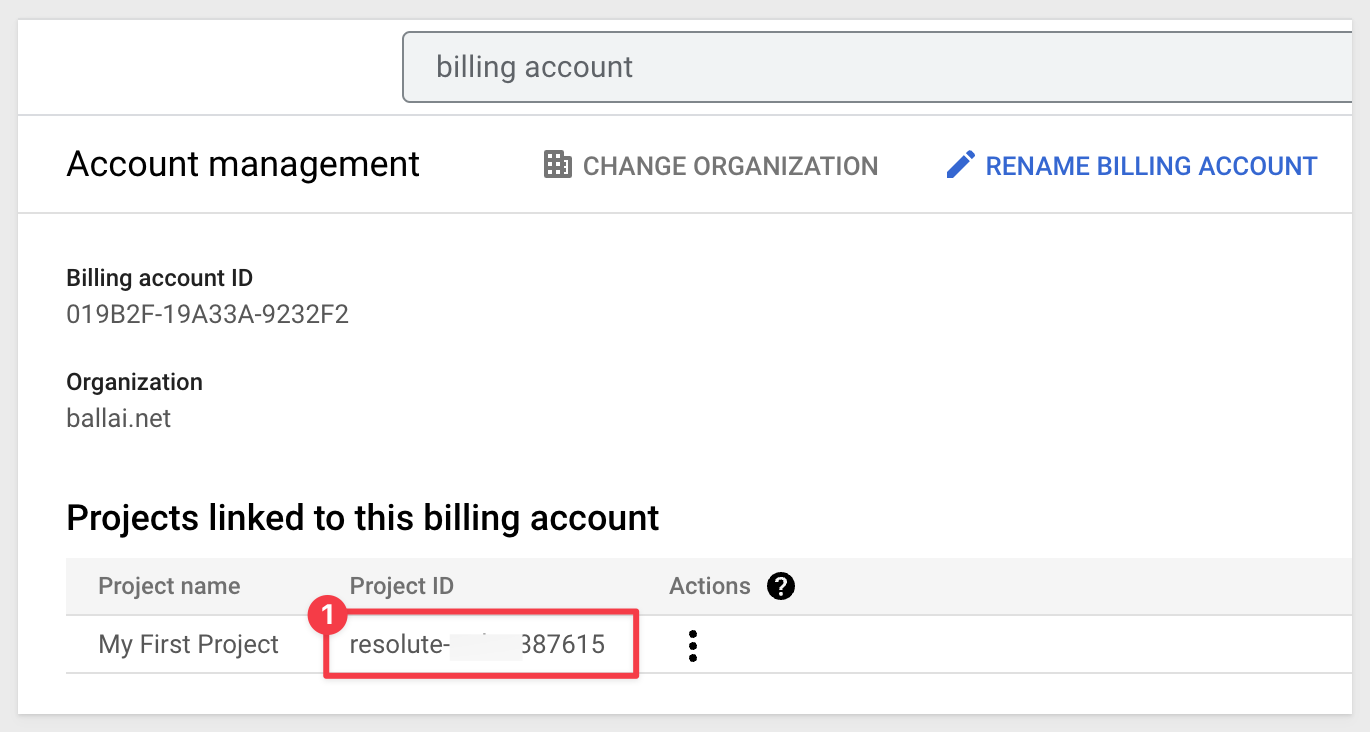 billing account
Account management CHANGE ORGANIZATION RENAME BILLING ACCOUNT
Billing account ID
019B2F-19A33A-9232F2
Organization
ballai.net
Projects linked to this billing account
Project name Project ID Actions ?
1
My First Project resolute- 387615